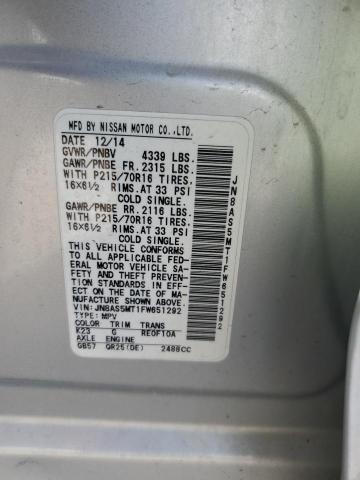 MFD BY NISSAN MOTOR CO.,LTD.
DATE 12/14
GVWR/PNBV 4339 LBS.
GAWR/PNBE FR. 2315 LBS.
WITH P215/70R16 TIRES,
16X6½ RIMS.AT 33 PSI
COLD SINGLE.
GAWR/PNBE RR. 2116 LBS.
WITH P215/70R16 TIRES,
16X6½ RIMS.AT 33 PSI
COLD SINGLE.
THIS VEHICLE CONFORMS
TO ALL APPLICABLE FED-
ERAL MOTOR VEHICLE SA-
FETY AND THEFT PREVENTION
STANDARDS IN EFF-
ECT ON THE DATE OF MA-
NUFACTURE SHOWN ABOVE.
VIN: JN8AS5MT1FW651292
TYPE: MPV
COLOR TRIM TRANS
K23 G RE0F10A
AXLE ENGINE
GB57 QR25(DE) 2488CC
JN8AS5MT1FW651292